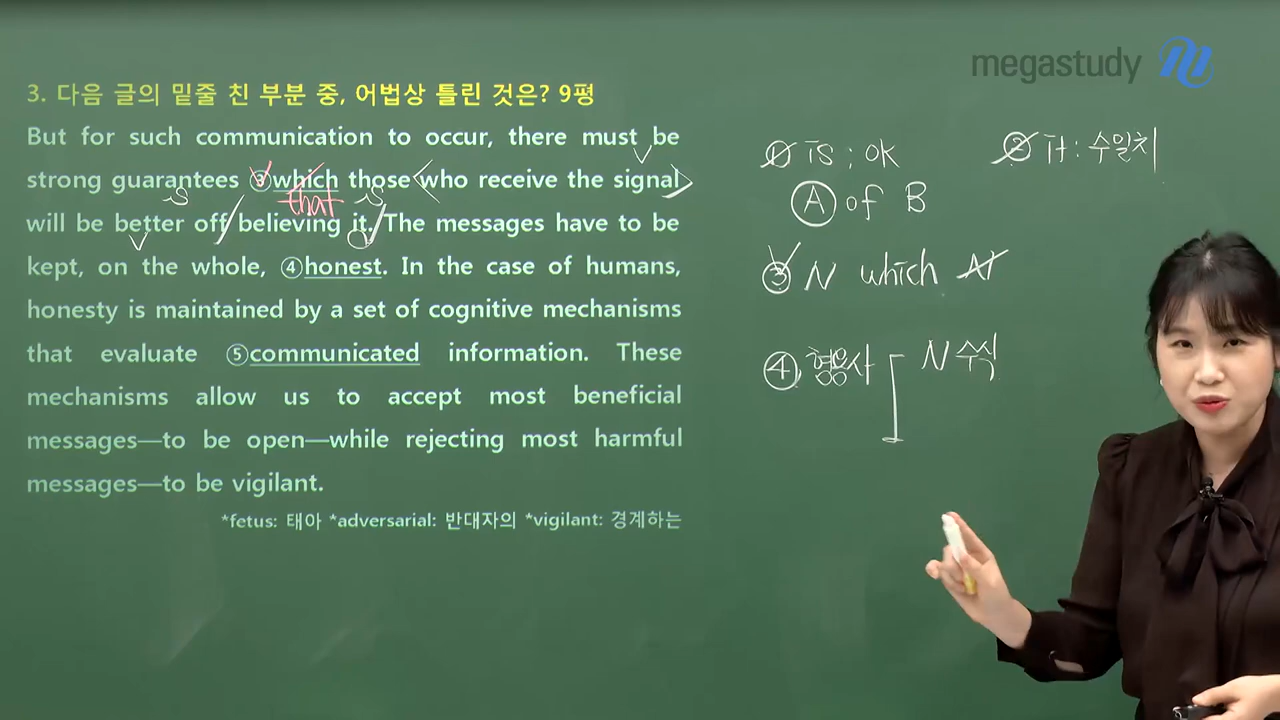 megastudy
3. 다음 글의 밑줄 친 부분 중, 어법상 틀린 것은? 9평
But for such communication to occur, there must be
strong guarantees ③which those who receive the signal
that
S
S
will be better off believing it. The messages have to be
kept, on the whole, ④honest. In the case of humans,
honesty is maintained by a set of cognitive mechanisms
that evaluate ⑤communicated information. These
mechanisms allow us to accept most beneficial
messages—to be open—while rejecting most harmful
messages—to be vigilant.
*fetus: 태아 *adversarial: 반대자의 *vigilant: 경계하는
① is ; OK
A of B
② it : 수일치
③ N which
④ 형용사
N 수식